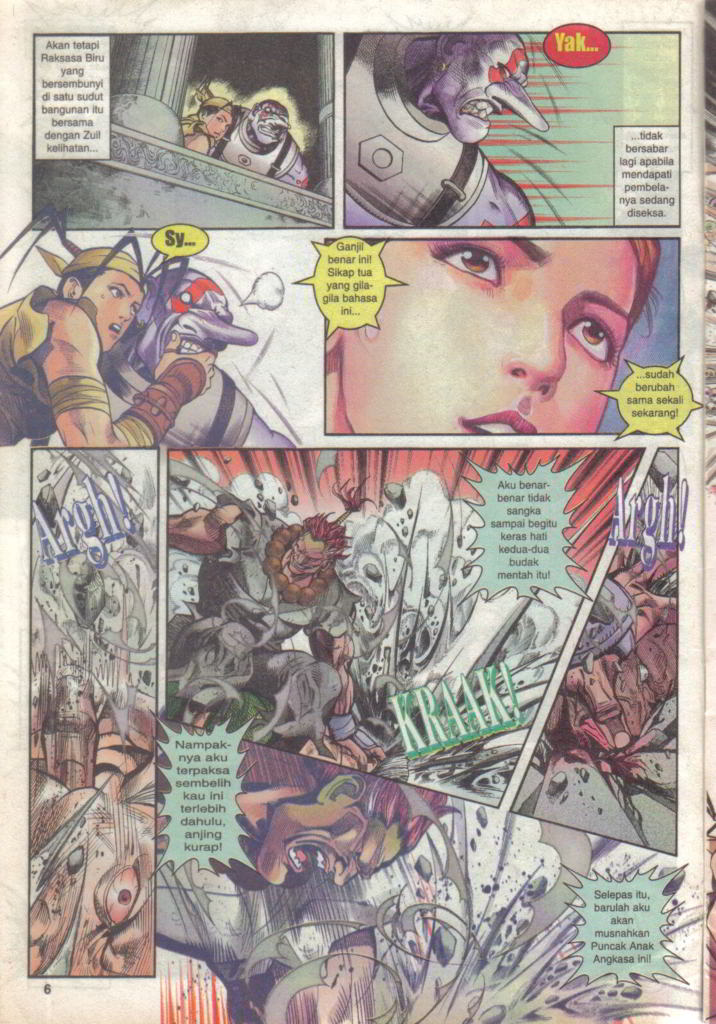 Akan tetapi
Raksasa Biru
yang
bersembunyi
di satu sudut
bangunan itu
bersama
dengan Zuil
kelihatan...
Yak...
...tidak
bersabar
lagi apabila
mendapati
pembela-
nya sedang
diseksa.
Sy...
Ganjil
benar ini!
Sikap tua
yang gila-
gila bahasa
ini...
...sudah
berubah
sama sekali
sekarang!
Argh!
Aku benar-
benar tidak
sangka
sampai begitu
keras hati
kedua-dua
budak
mentah itu!
KRAAK!
Argh!
Nampak-
nya aku
terpaksa
sembelih
kau ini
terlebih
dahulu,
anjing
kurap!
Selepas itu,
barulah aku
akan
musnahkan
Puncak Anak
Angkasa ini!
6